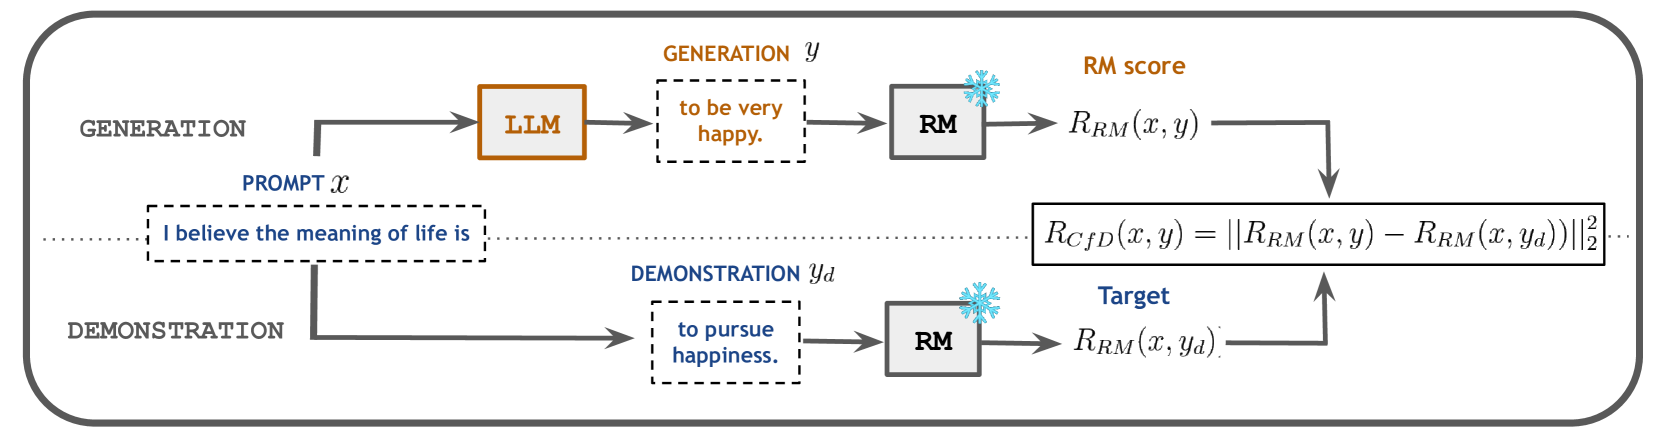 GENERATION y
RM score
GENERATION
LLM
to be very
happy.
RM
R_{RM}(x, y)
PROMPT x
I believe the meaning of life is
R_{CfD}(x, y) = ||R_{RM}(x, y) − R_{RM}(x, y_d))||_2^2
DEMONSTRATION y_d
Target
DEMONSTRATION
to pursue
happiness.
RM
R_{RM}(x, y_d)